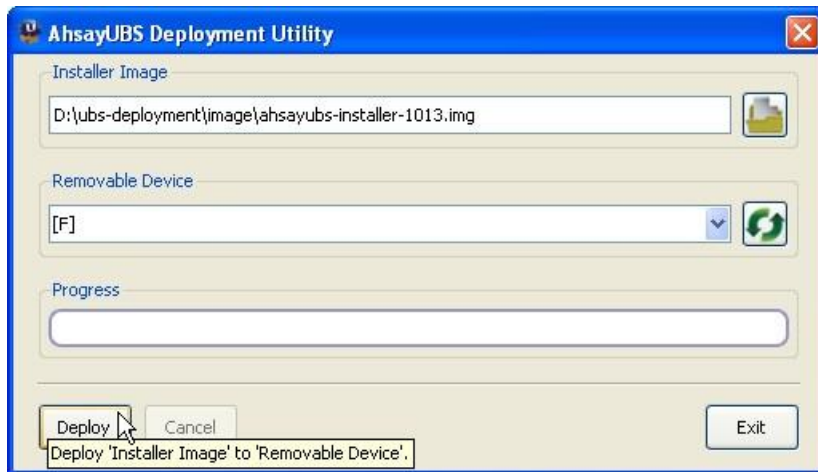 AhsayUBS Deployment Utility
Installer Image
D:\ubs-deployment\image\ahsayubs-installer-1013.img
Removable Device
[F]
Progress
Deploy Cancel Exit
Deploy 'Installer Image' to 'Removable Device'.